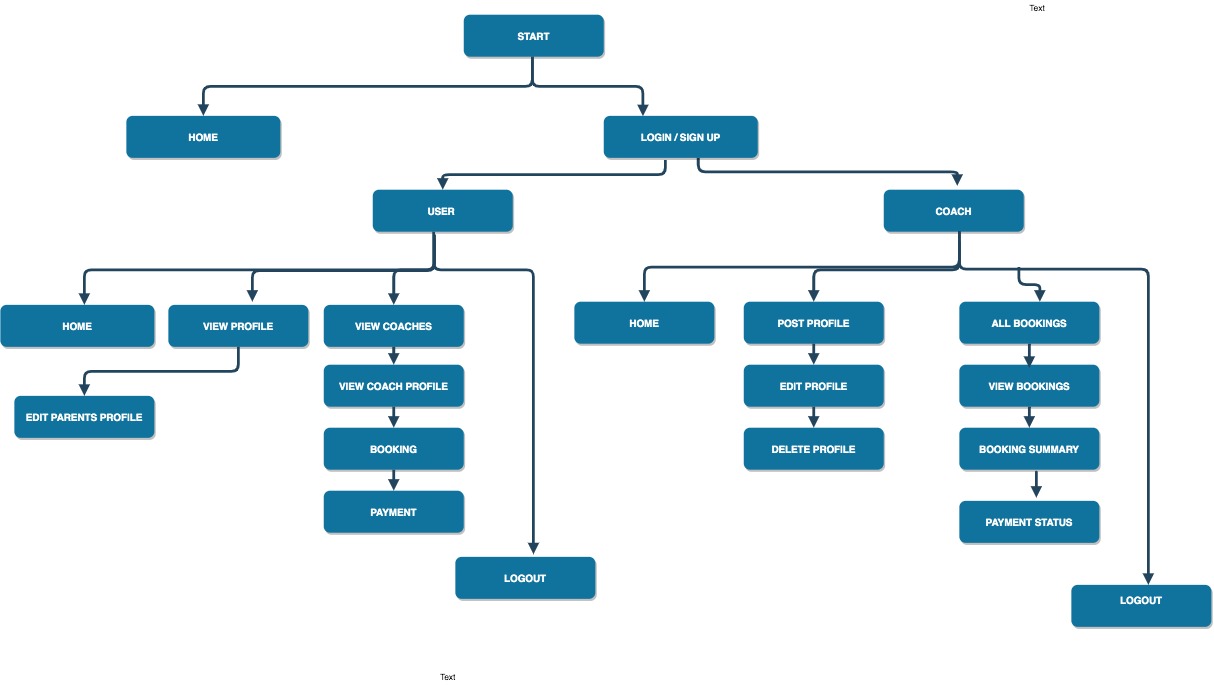 Text
START
HOME
LOGIN / SIGN UP
USER
COACH
HOME
VIEW PROFILE
VIEW COACHES
HOME
POST PROFILE
ALL BOOKINGS
EDIT PARENTS PROFILE
VIEW COACH PROFILE
EDIT PROFILE
VIEW BOOKINGS
BOOKING
DELETE PROFILE
BOOKING SUMMARY
PAYMENT
PAYMENT STATUS
LOGOUT
LOGOUT
Text